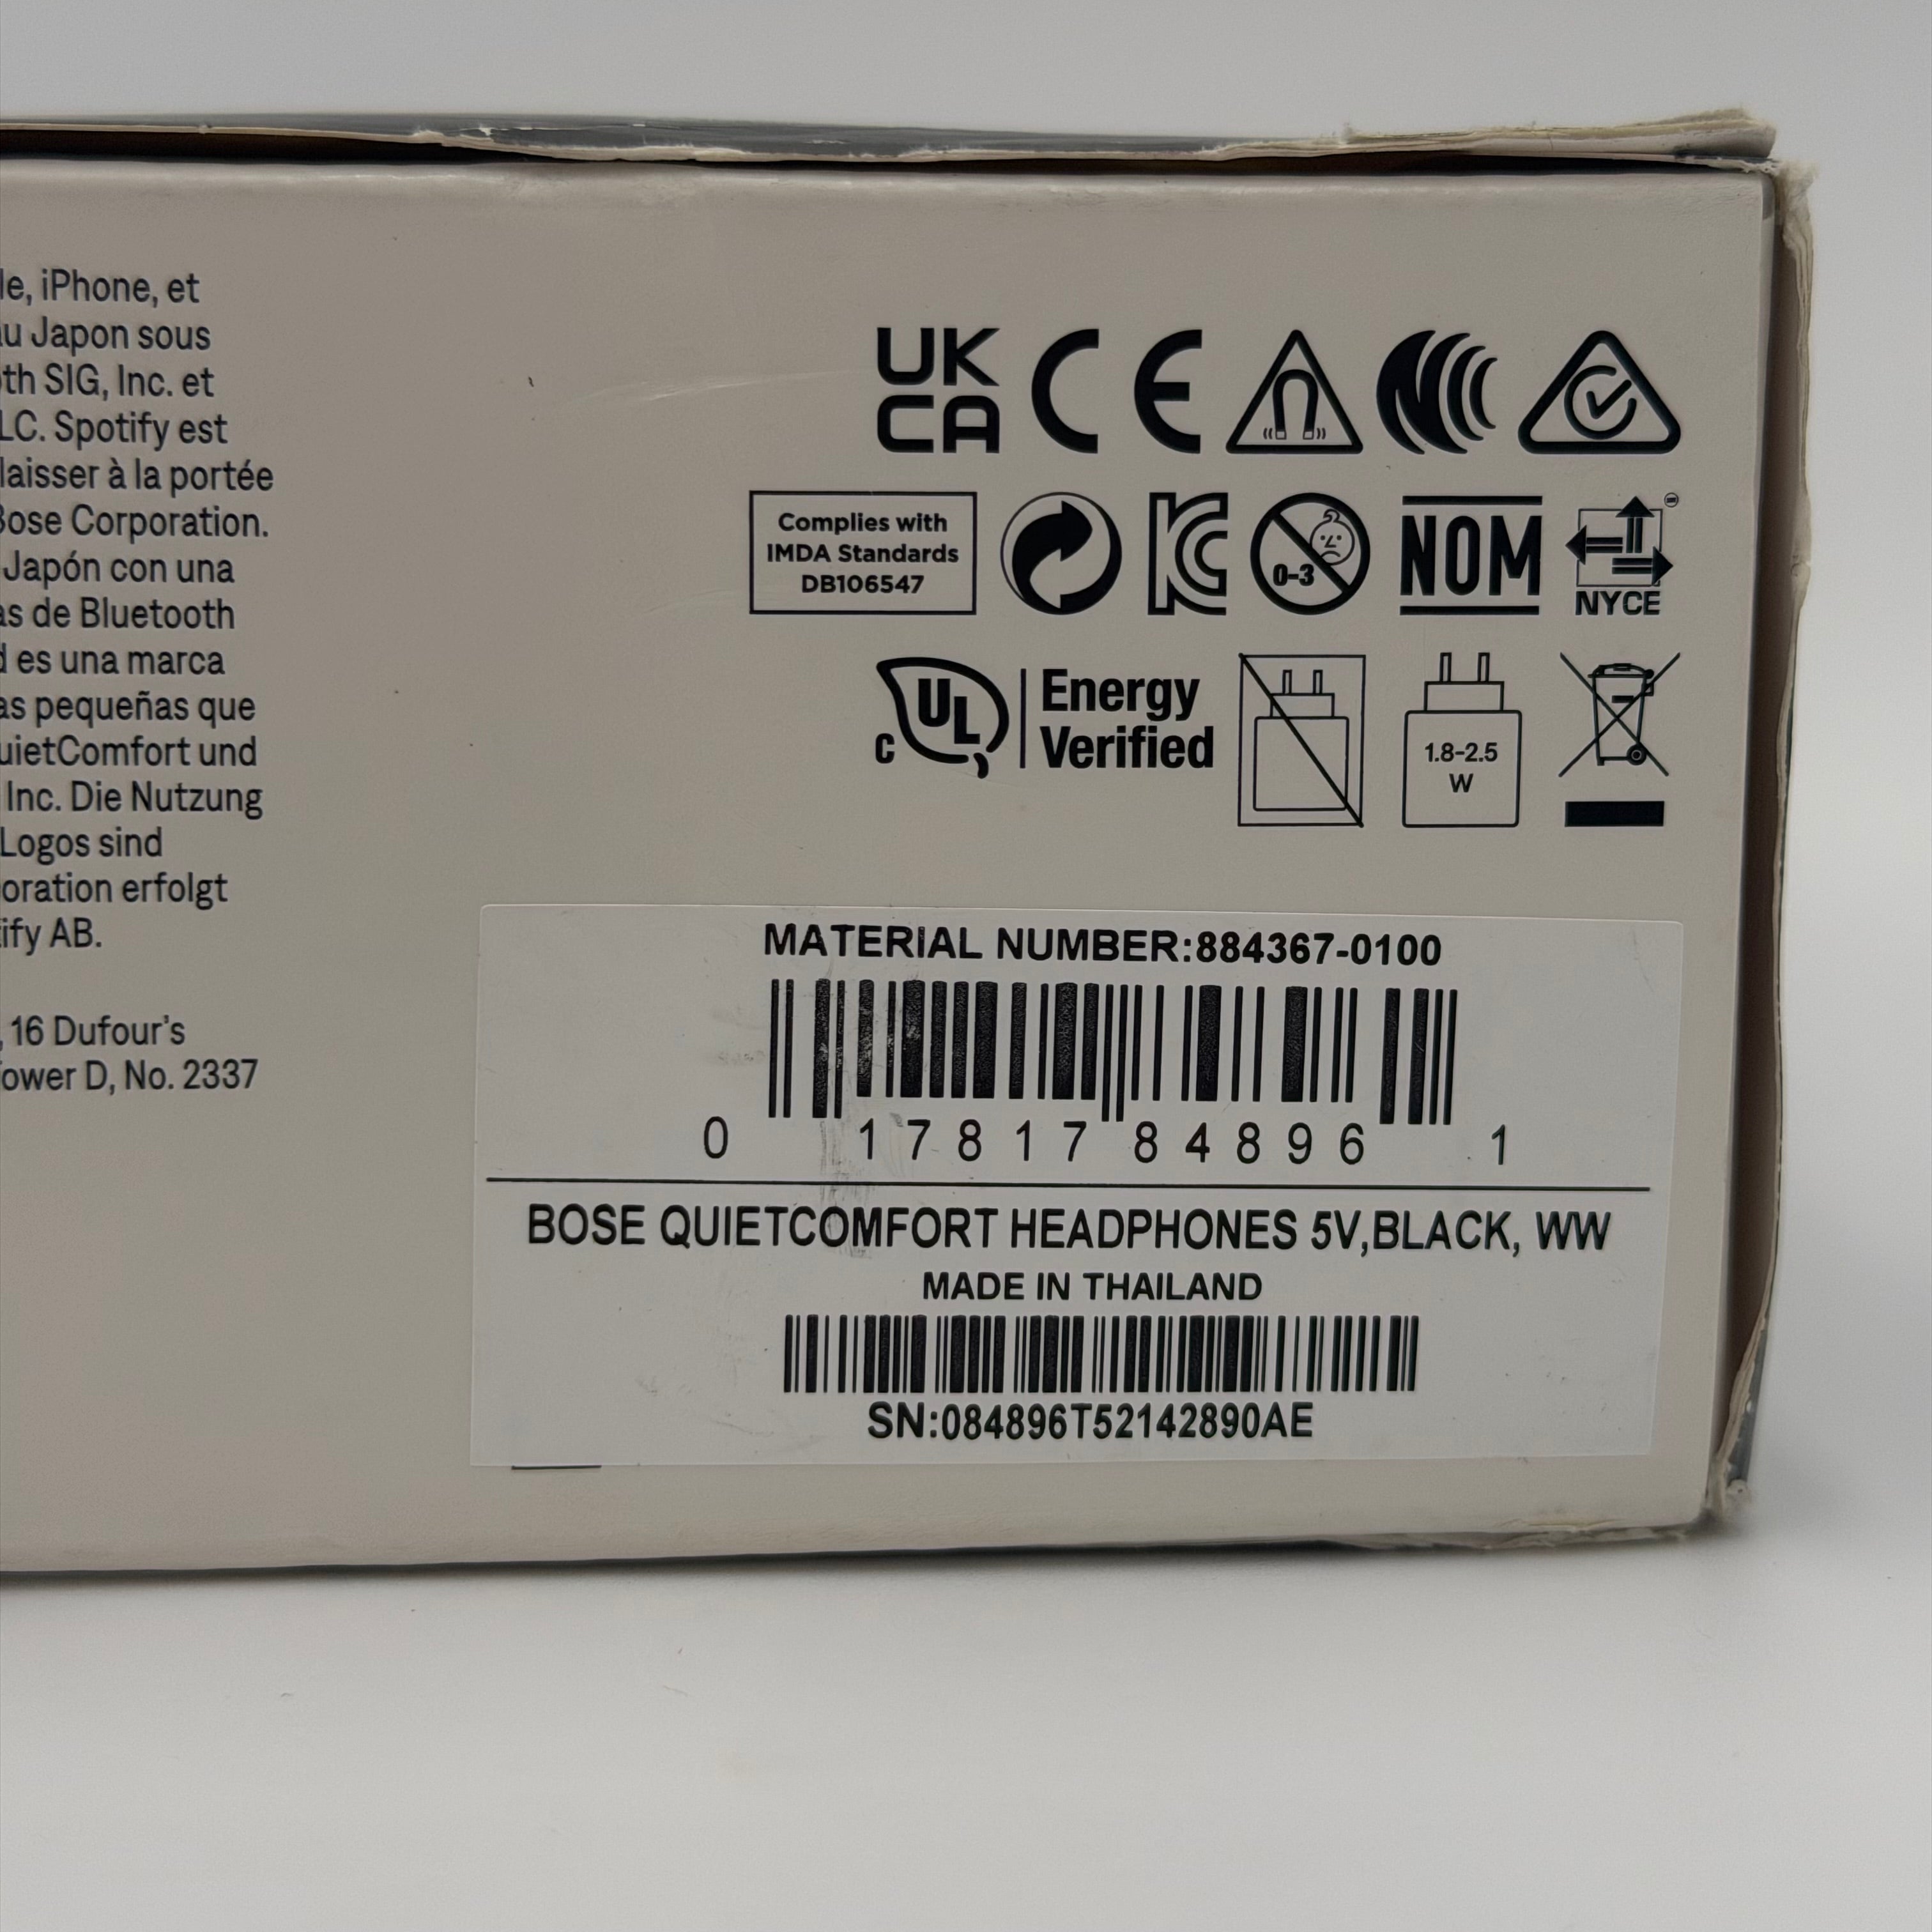 le, iPhone, et
au Japon sous
oth SIG, Inc. et
LC. Spotify est
laisser à la portée
Bose Corporation.
Japón con una
as de Bluetooth
d es una marca
as pequeñas que
uietComfort und
Inc. Die Nutzung
Logos sind
oration erfolgt
ify AB.
, 16 Dufour's
ower D, No. 2337
UK
CA
CE
Complies with
IMDA Standards
DB106547
KC
0-3
NOM
NYCE
C UL
Energy
Verified
1.8-2.5
W
MATERIAL NUMBER:884367-0100
0 17817 84896 1
BOSE QUIETCOMFORT HEADPHONES 5V,BLACK, WW
MADE IN THAILAND
SN:084896T52142890AE